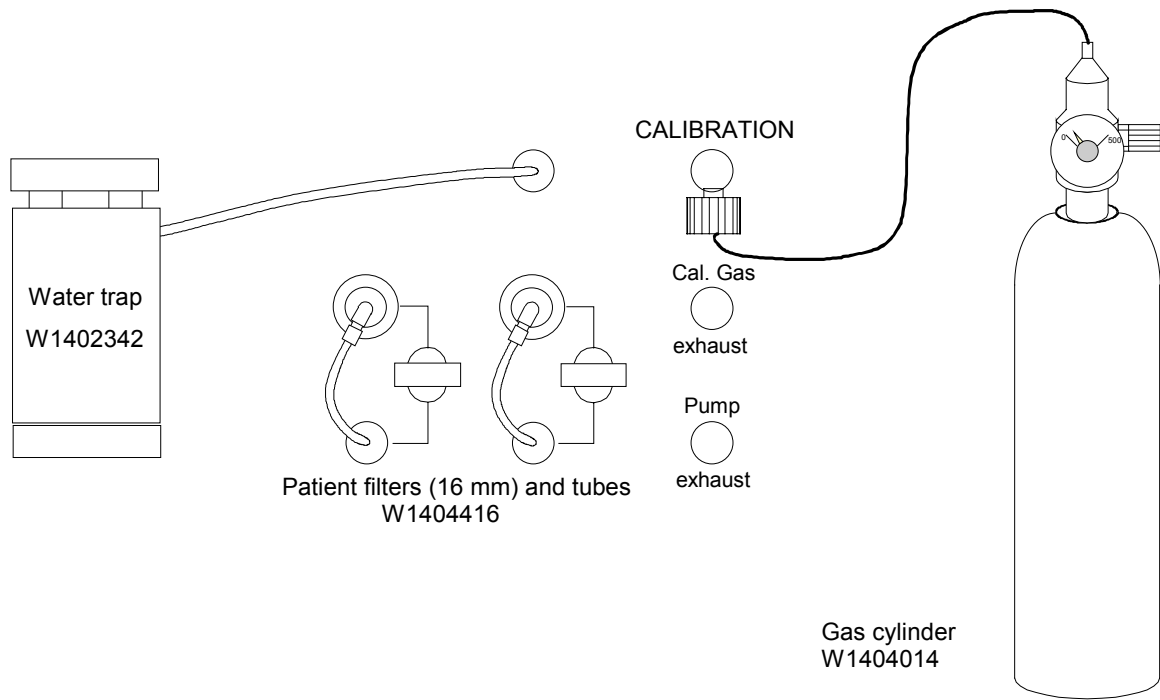 CALIBRATION
0
500
Water trap
W1402342
Cal. Gas
exhaust
Pump
exhaust
Patient filters (16 mm) and tubes
W1404416
Gas cylinder
W1404014